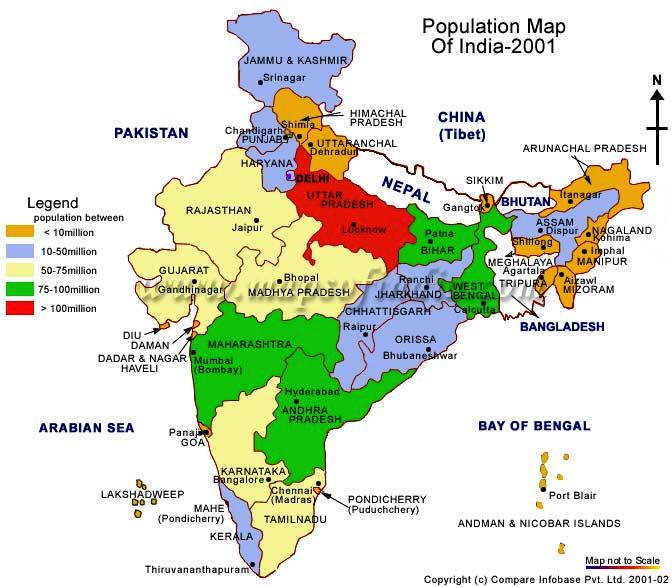 Population Map
Of India-2001
JAMMU & KASHMIR
Srinagar
HIMACHAL
PRADESH
CHINA
(Tibet)
N
PAKISTAN
Shimla
Chandigarh
PUNJAB
UTTARANCHAL
Dehradun
ARUNACHAL PRADESH
HARYANA
DELHI
NEPAL
SIKKIM
Gangtok
BHUTAN
Itanagar
Legend
population between
< 10million
10-50million
50-75million
75-100million
> 100million
RAJASTHAN
Jaipur
UTTAR
PRADESH
Lucknow
Patna
BIHAR
ASSAM
Dispur
NAGALAND
Kohima
Shillong
MEGHALAYA
Imphal
MANIPUR
Agartala
TRIPURA
Aizawl
MIZORAM
GUJARAT
Gandhinagar
Bhopal
MADHYA PRADESH
Ranchi
JHARKHAND
WEST
BENGAL
Calcutta
BANGLADESH
CHHATTISGARH
Raipur
ORISSA
Bhubaneshwar
DIU
DAMAN
DADAR & NAGAR
HAVELI
MAHARASHTRA
Mumbai
(Bombay)
Hyderabad
ANDHRA
PRADESH
ARABIAN SEA
BAY OF BENGAL
Panaji
GOA
KARNATAKA
Bangalore
Chennai
(Madras)
PONDICHERRY
(Puduchery)
LAKSHADWEEP
MAHE
(Pondicherry)
KERALA
TAMILNADU
Thiruvananthapuram
Port Blair
ANDMAN & NICOBAR ISLANDS
Map not to Scale
Copyright (c) Compare Infobase Pvt. Ltd. 2001-02